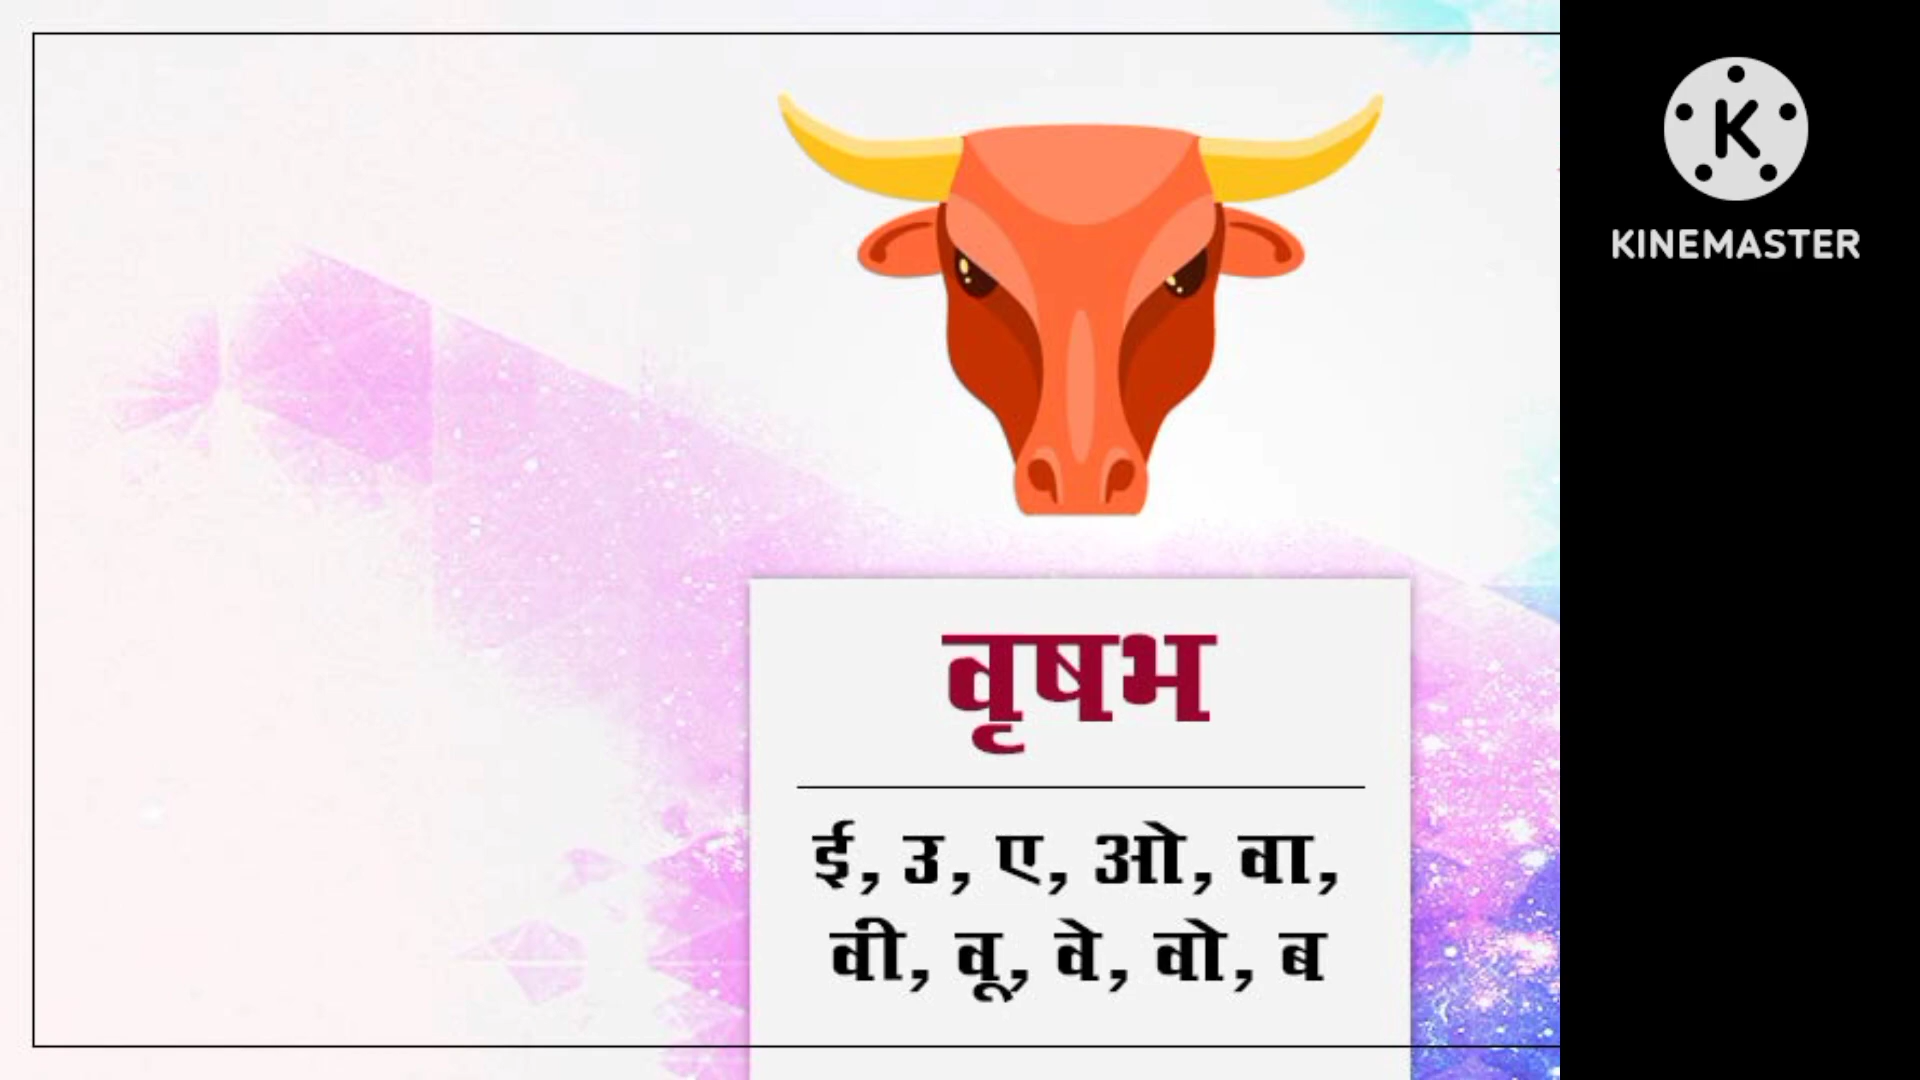 K
KINEMASTER
वृषभ
ई, उ, ए, ओ, वा,
वी, वू, वे, वो, ब